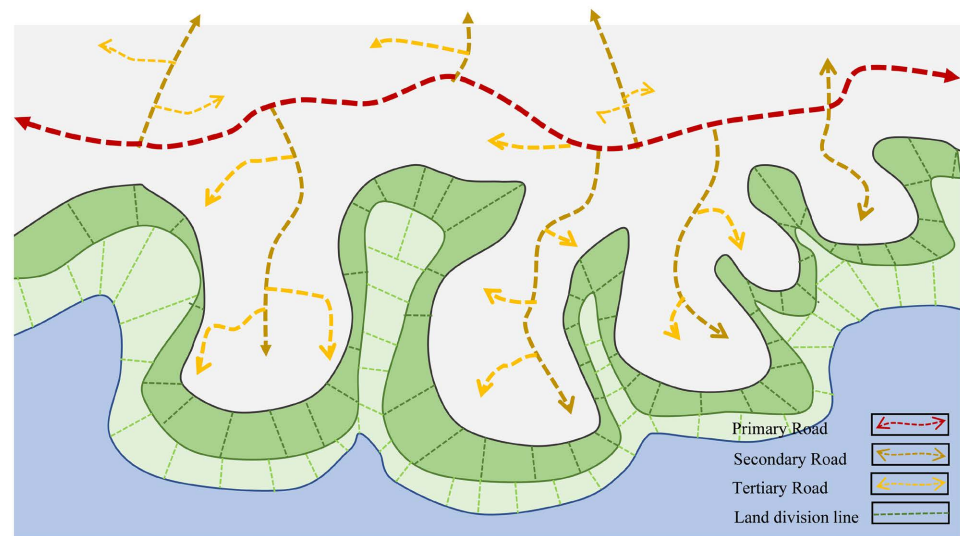 Primary Road
Secondary Road
Tertiary Road
Land division line